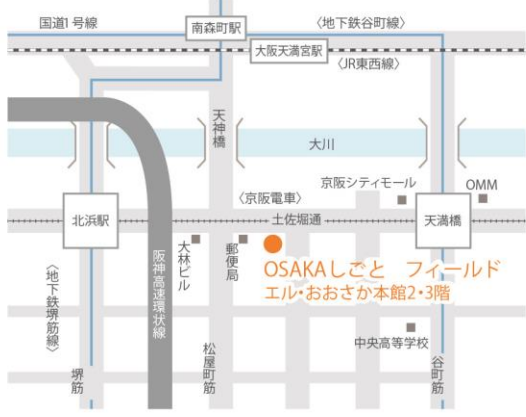 国道1号線
南森町駅
〈地下鉄谷町線〉
大阪天満宮駅
〈JR東西線〉
天神橋
大川
京阪シティモール
OMM
〈京阪電車〉
北浜駅
土佐堀通
天満橋
大林ビル
郵便局
阪神高速環状線
OSAKAしごと フィールド
エル・おおさか本館2・3階
〈地下鉄堺筋線〉
中央高等学校
堺筋
松屋町筋
谷町筋